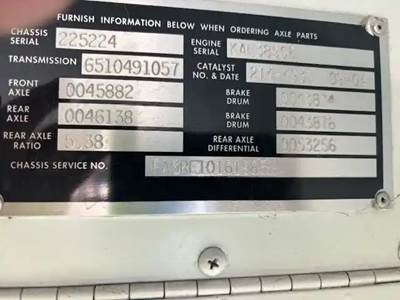 FURNISH INFORMATION BELOW WHEN ORDERING AXLE PARTS
CHASSIS SERIAL 225224 ENGINE SERIAL
TRANSMISSION 6510491057 CATALYST NO. & DATE
FRONT AXLE 0045882 BRAKE DRUM
REAR AXLE 0046138 BRAKE DRUM
REAR AXLE RATIO REAR AXLE DIFFERENTIAL 0053256
CHASSIS SERVICE NO.